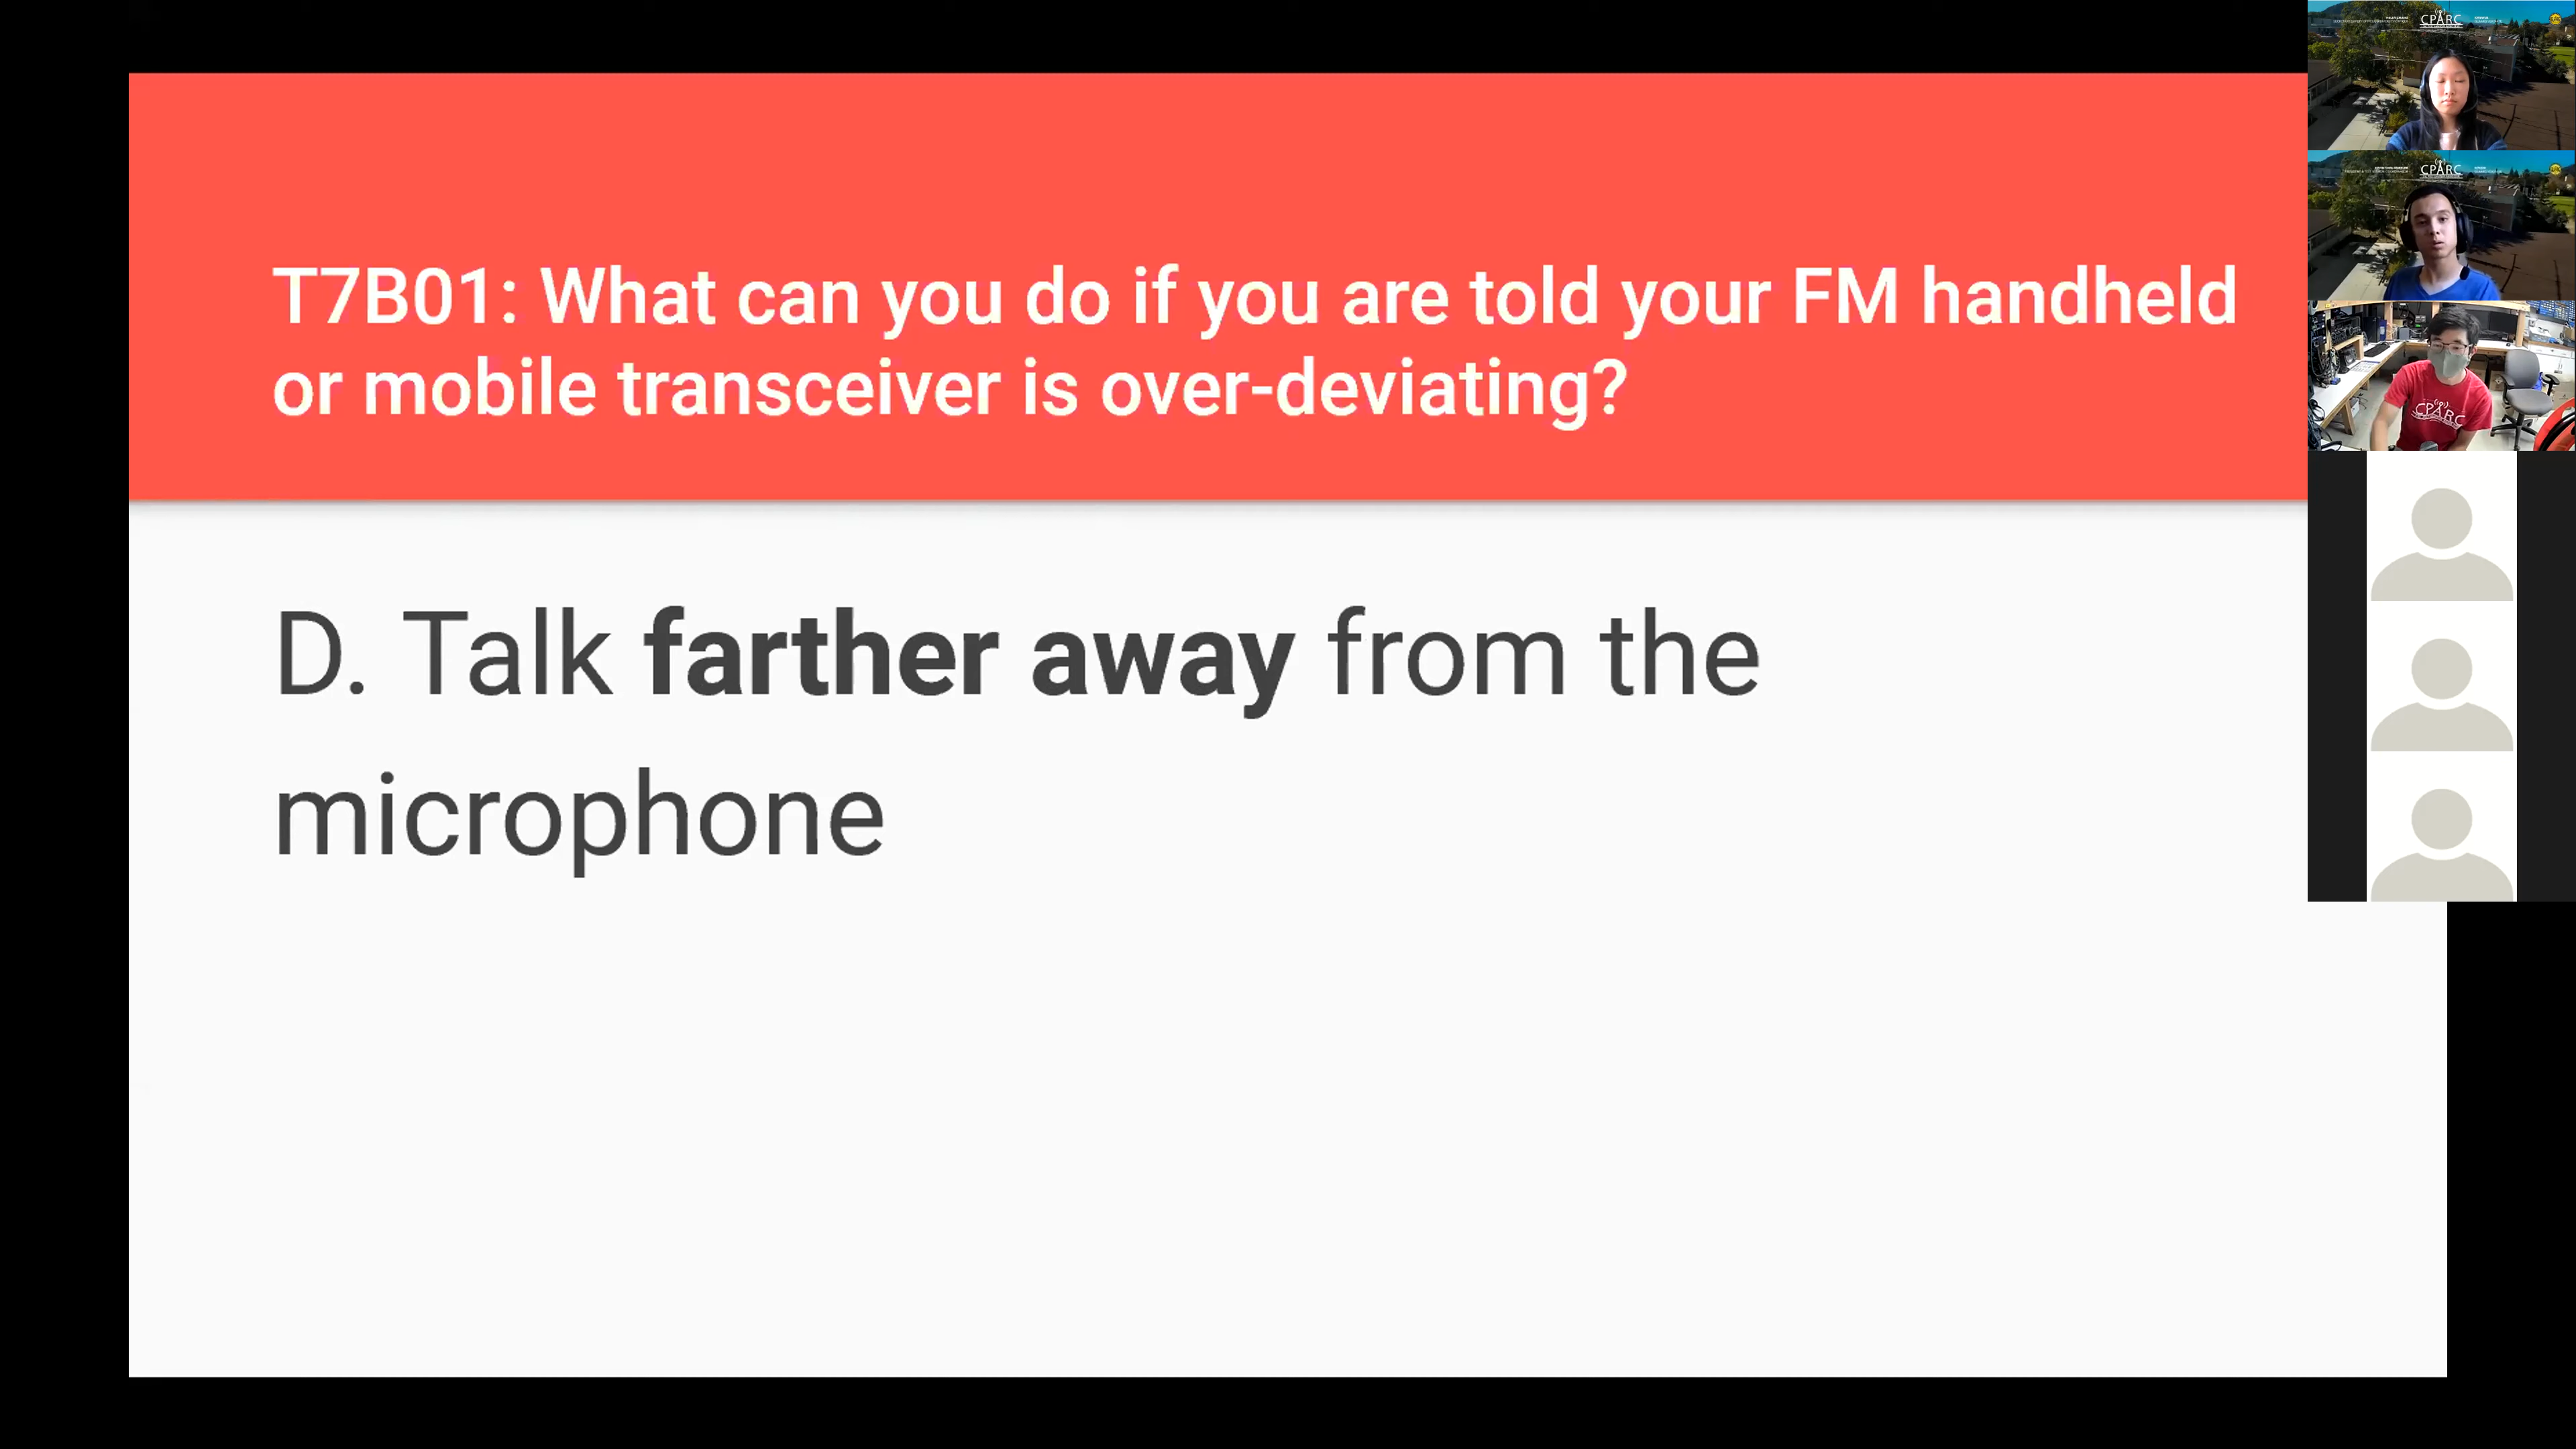 T7B01: What can you do if you are told your FM handheld
or mobile transceiver is over-deviating?
D. Talk farther away from the
microphone
CPARC
CPARC
CPARC